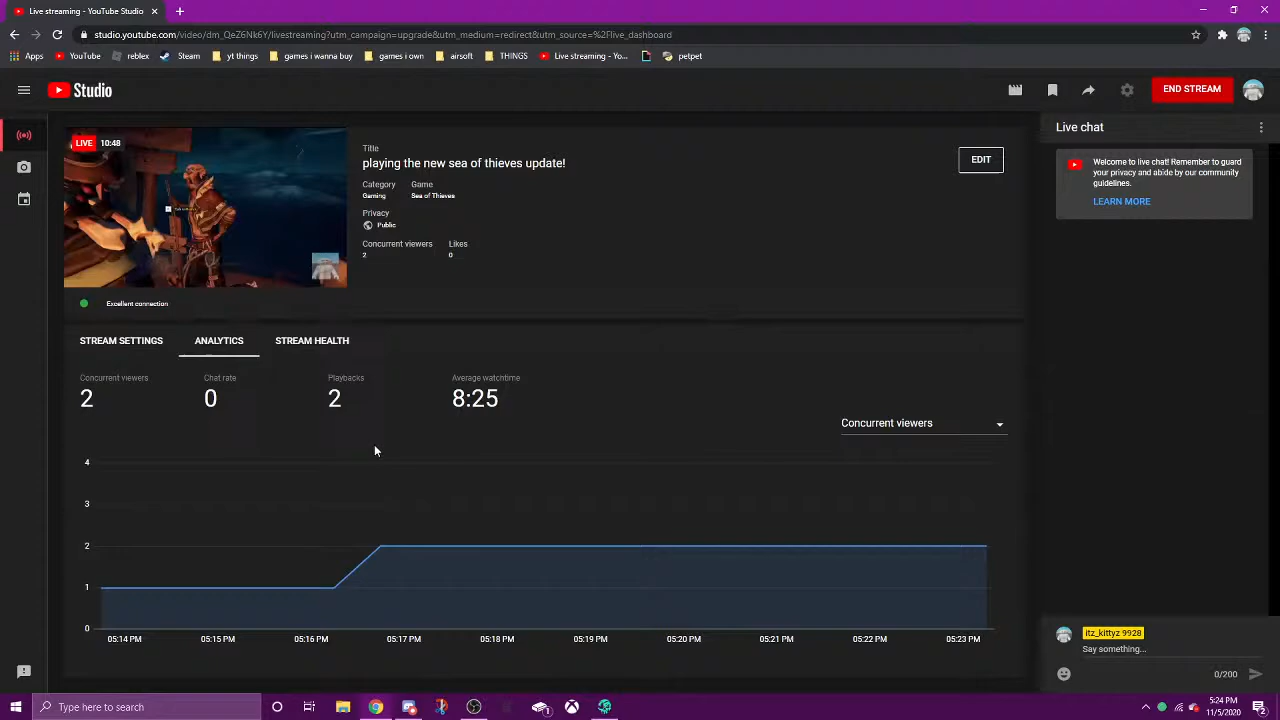 Live streaming - YouTube Studio
studio.youtube.com/video/dm_QeZ6Nk6Y/livestreaming?utm_campaign=upgrade&utm_medium=redirect&utm_source=%2Flive_dashboard
Apps YouTube reblex Steam yt things games i wanna buy games i own airsoft THINGS Live streaming - Yo... petpet
Studio
END STREAM
LIVE 10:48
Title
playing the new sea of thieves update!
EDIT
Category Game
Gaming Sea of Thieves
Privacy
Public
Concurrent viewers Likes
2 0
Excellent connection
STREAM SETTINGS ANALYTICS STREAM HEALTH
Concurrent viewers Chat rate Playbacks Average watchtime
2 0 2 8:25
Concurrent viewers
4
3
2
1
0
05:14 PM 05:15 PM 05:16 PM 05:17 PM 05:18 PM 05:19 PM 05:20 PM 05:21 PM 05:22 PM 05:23 PM
Live chat
Welcome to live chat! Remember to guard
your privacy and abide by our community
guidelines.
LEARN MORE
itz_kittyz 9928
Say something...
0/200
Type here to search
5:24 PM
11/5/2020